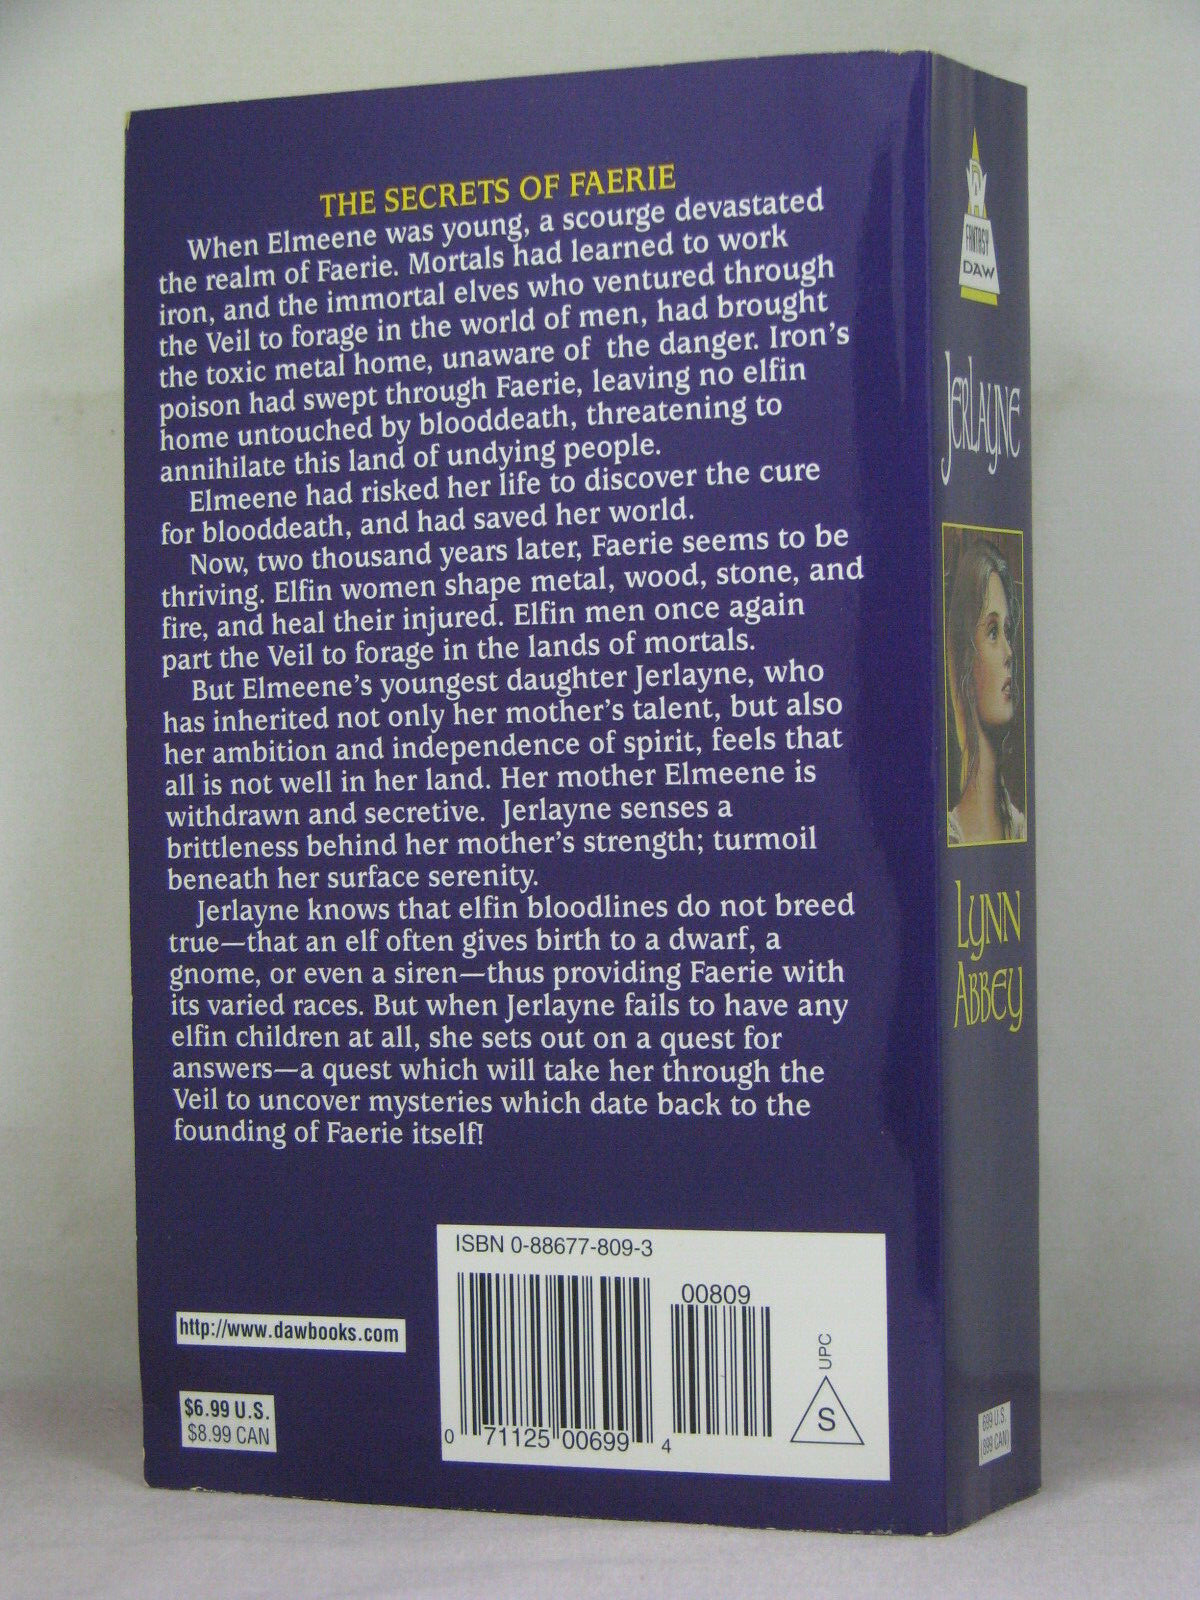 THE SECRETS OF FAERIE
When Elmeene was young, a scourge devastated
the realm of Faerie. Mortals had learned to work
iron, and the immortal elves who ventured through
the Veil to forage in the world of men, had brought
the toxic metal home, unaware of the danger. Iron's
poison had swept through Faerie, leaving no elfin
home untouched by blooddeath, threatening to
annihilate this land of undying people.
Elmeene had risked her life to discover the cure
for blooddeath, and had saved her world.
Now, two thousand years later, Faerie seems to be
thriving. Elfin women shape metal, wood, stone, and
fire, and heal their injured. Elfin men once again
part the Veil to forage in the lands of mortals.
But Elmeene's youngest daughter Jerlayne, who
has inherited not only her mother's talent, but also
her ambition and independence of spirit, feels that
all is not well in her land. Her mother Elmeene is
withdrawn and secretive. Jerlayne senses a
brittleness behind her mother's strength; turmoil
beneath her surface serenity.
Jerlayne knows that elfin bloodlines do not breed
true—that an elf often gives birth to a dwarf, a
gnome, or even a siren—thus providing Faerie with
its varied races. But when Jerlayne fails to have any
elfin children at all, she sets out on a quest for
answers—a quest which will take her through the
Veil to uncover mysteries which date back to the
founding of Faerie itself!
http://www.dawbooks.com
$6.99 U.S.
$8.99 CAN
ISBN 0-88677-809-3
00809
0 71125 00699 4
UPC
S
FANTASY
DAW
JERLAYNE
LYNN
ABBEY
699 U.S.
(899 CAN)